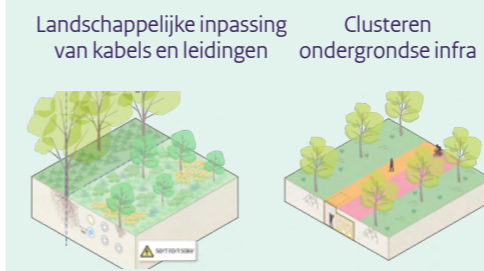 Landschappelijke inpassing
van kabels en leidingen
Clusteren
ondergrondse infra